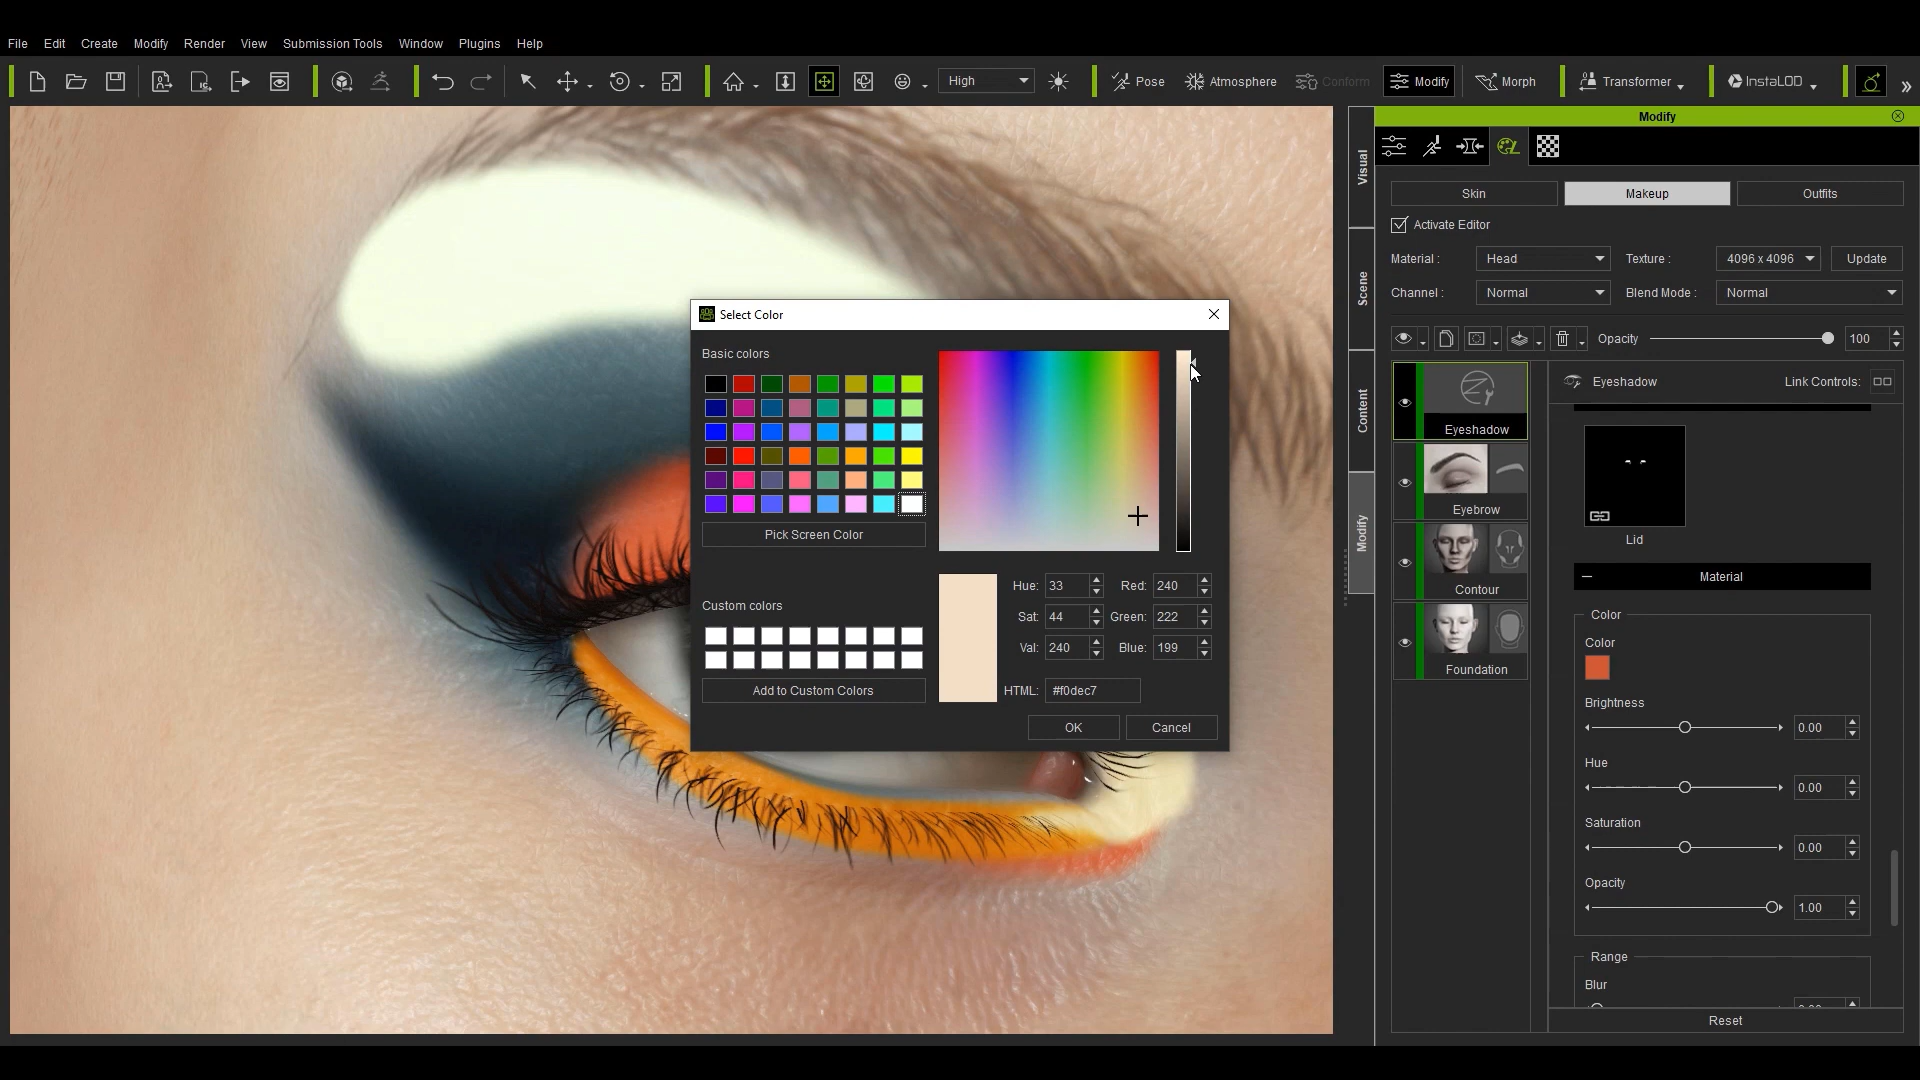 File Edit Create Modify Render View Submission Tools Window Plugins Help
High Pose Atmosphere Conform Modify Morph Transformer InstaLOD
Modify
Skin Makeup Outfits
Activate Editor
Material : Head Texture : 4096 x 4096 Update
Channel : Normal Blend Mode : Normal
Opacity 100
Visual
Scene
Content
Modify
Eyeshadow
Eyebrow
Contour
Foundation
Eyeshadow Link Controls:
Lid
Material
Color
Color
Brightness
0.00
Hue
0.00
Saturation
0.00
Opacity
1.00
Range
Blur
Reset
Select Color
Basic colors
Pick Screen Color
Custom colors
Add to Custom Colors
Hue: 33 Red: 240
Sat: 44 Green: 222
Val: 240 Blue: 199
HTML: #f0dec7
OK Cancel